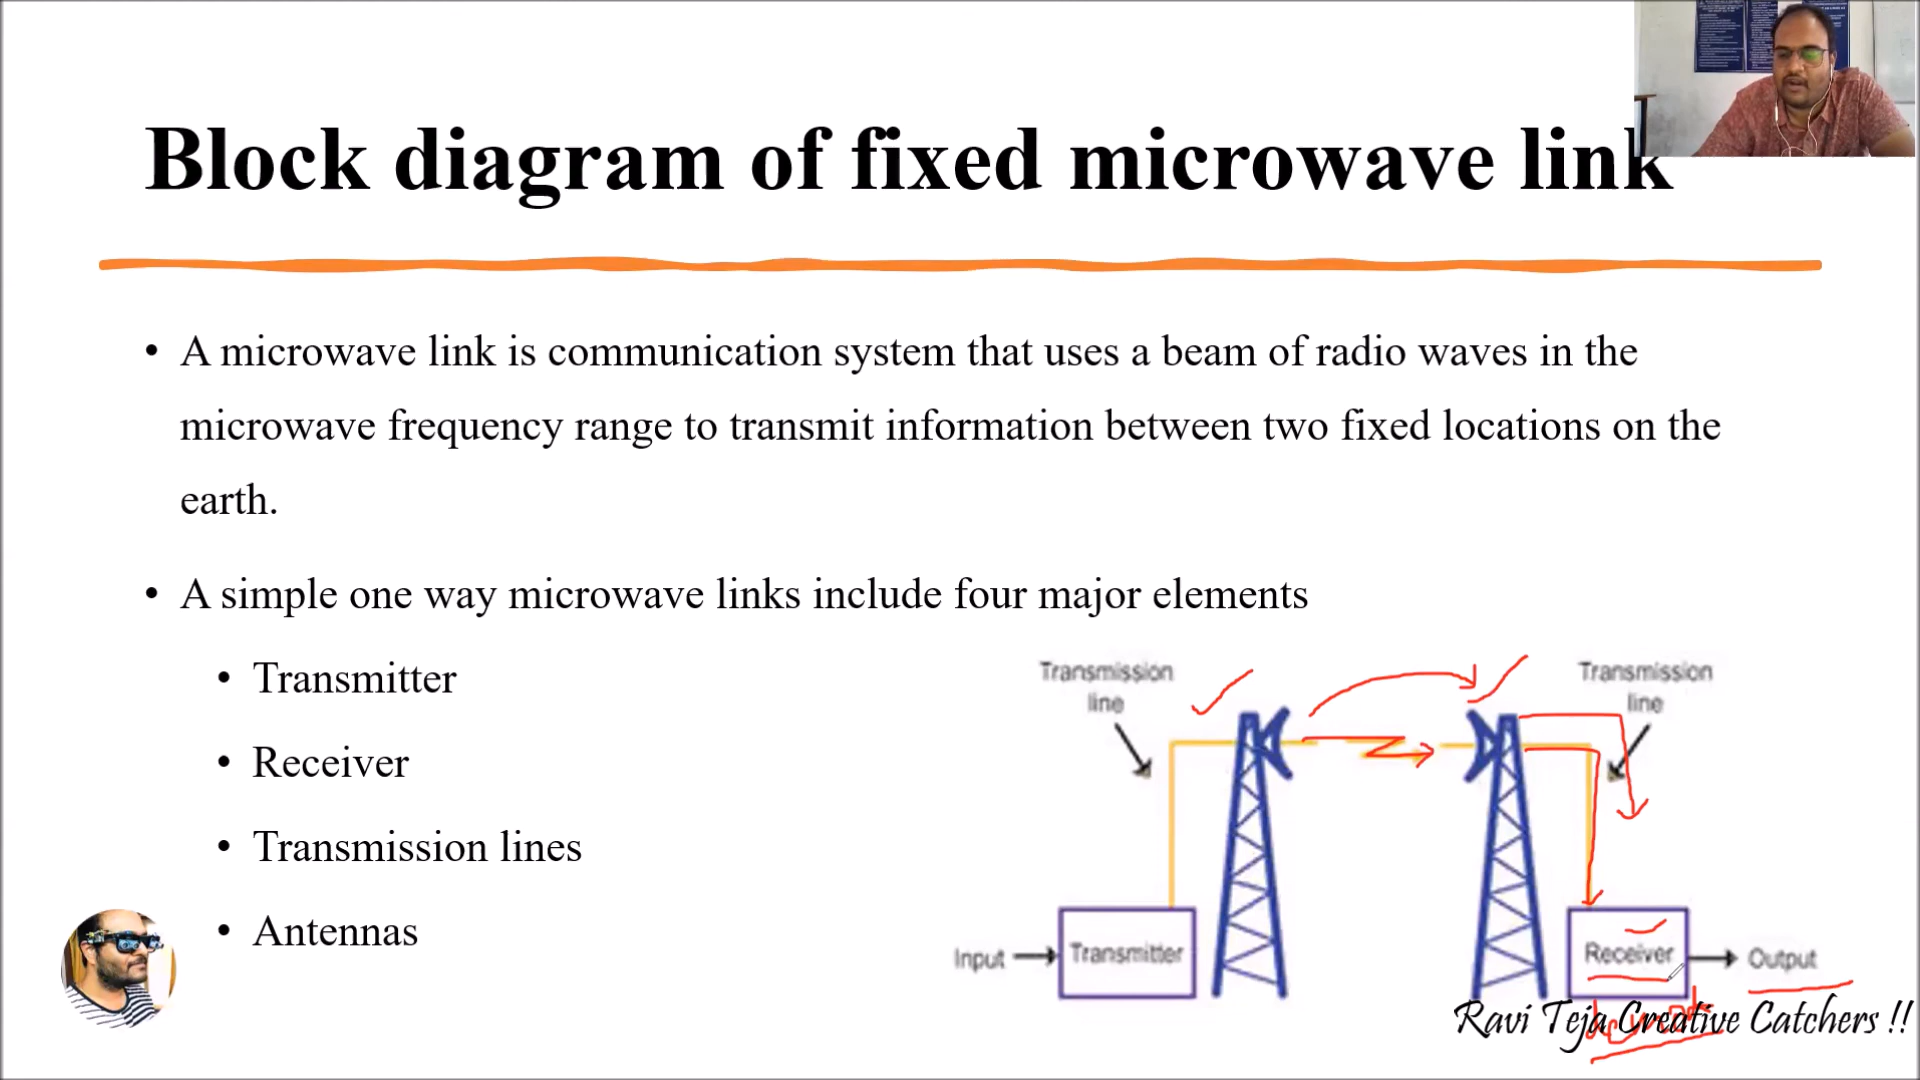 Block diagram of fixed microwave link
• A microwave link is communication system that uses a beam of radio waves in the
microwave frequency range to transmit information between two fixed locations on the
earth.
• A simple one way microwave links include four major elements
• Transmitter
• Receiver
• Transmission lines
• Antennas
Transmission
line
Transmission
line
Input
Transmitter
Receiver
Output
Ravi Teja Creative Catchers !!